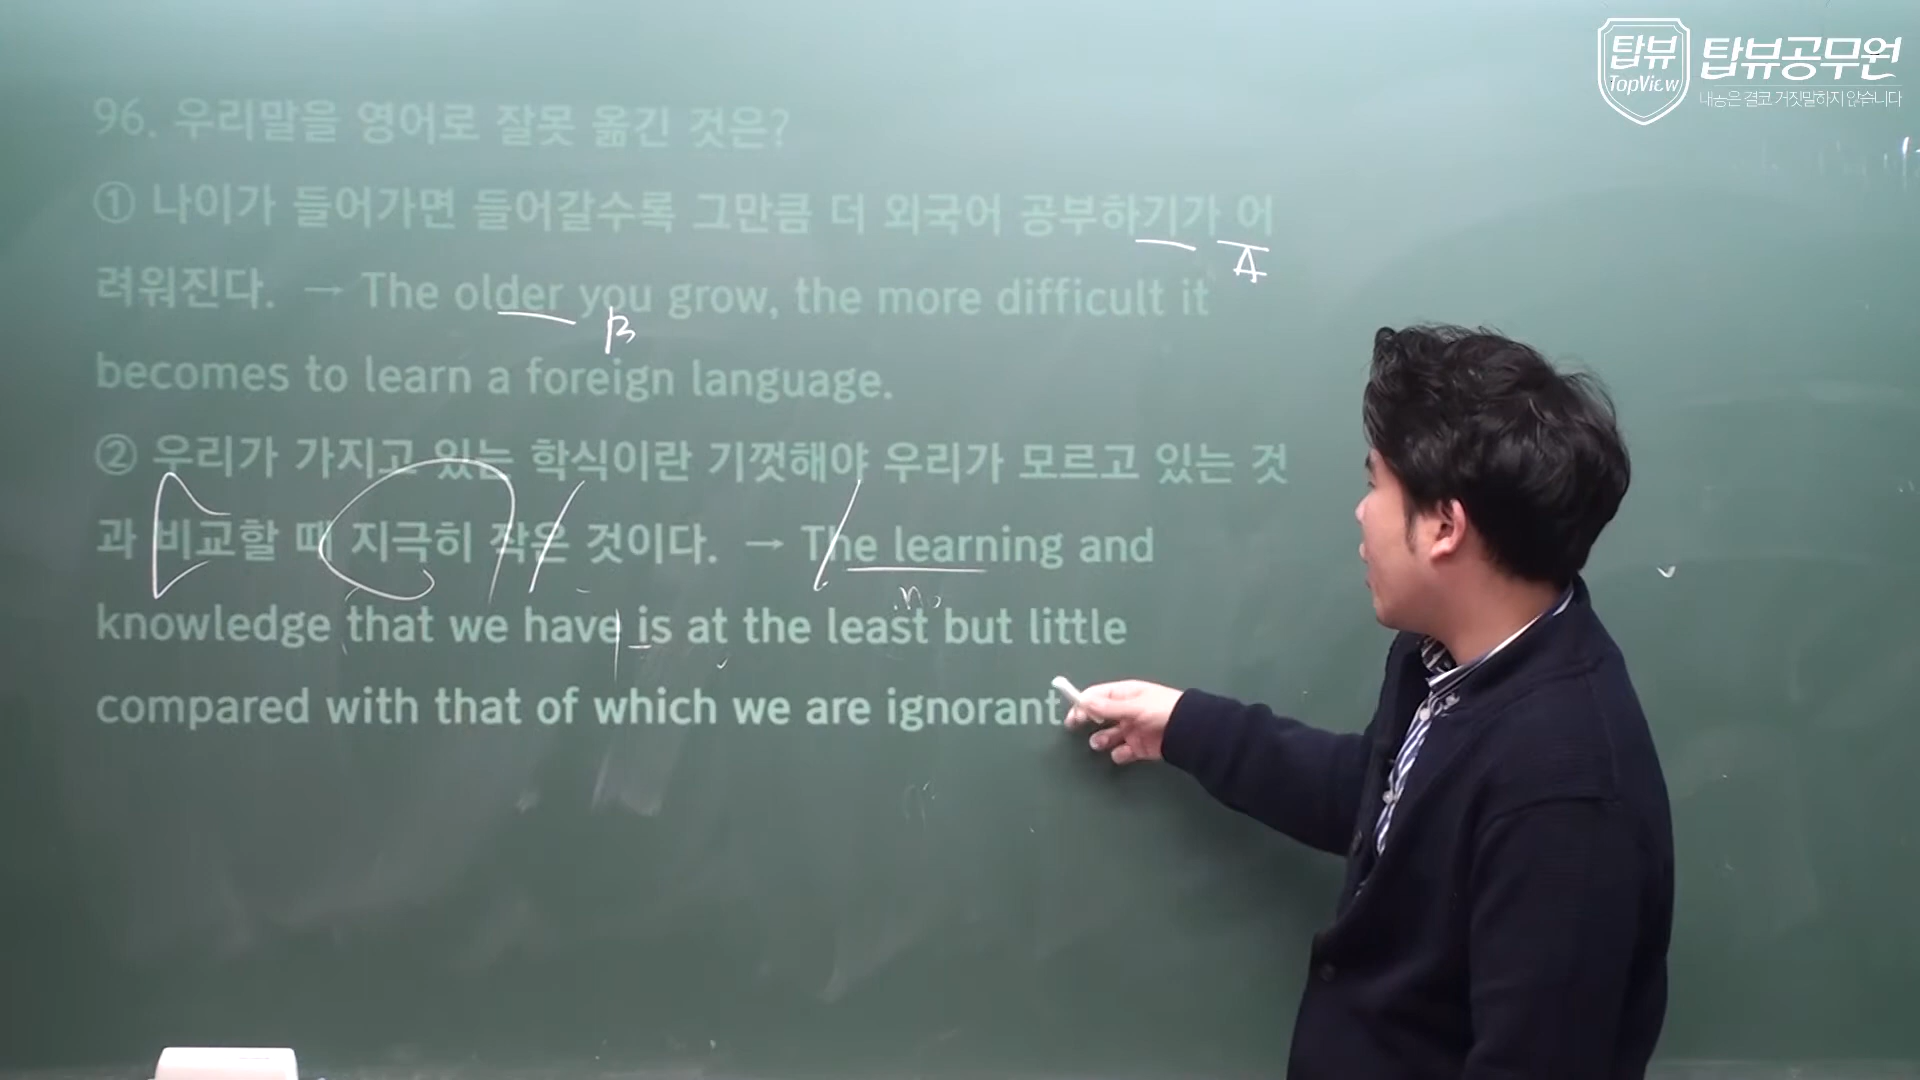 탑뷰
TopView
탑뷰공무원
내공은 결코 거짓말하지 않습니다
96. 우리말을 영어로 잘못 옮긴 것은?
① 나이가 들어가면 들어갈수록 그만큼 더 외국어 공부하기가 어
A
려워진다. → The older you grow, the more difficult it
B
becomes to learn a foreign language.
② 우리가 가지고 있는 학식이란 기껏해야 우리가 모르고 있는 것
과 비교할 때 지극히 작은 것이다. → The learning and
n
knowledge that we have is at the least but little
compared with that of which we are ignorant.